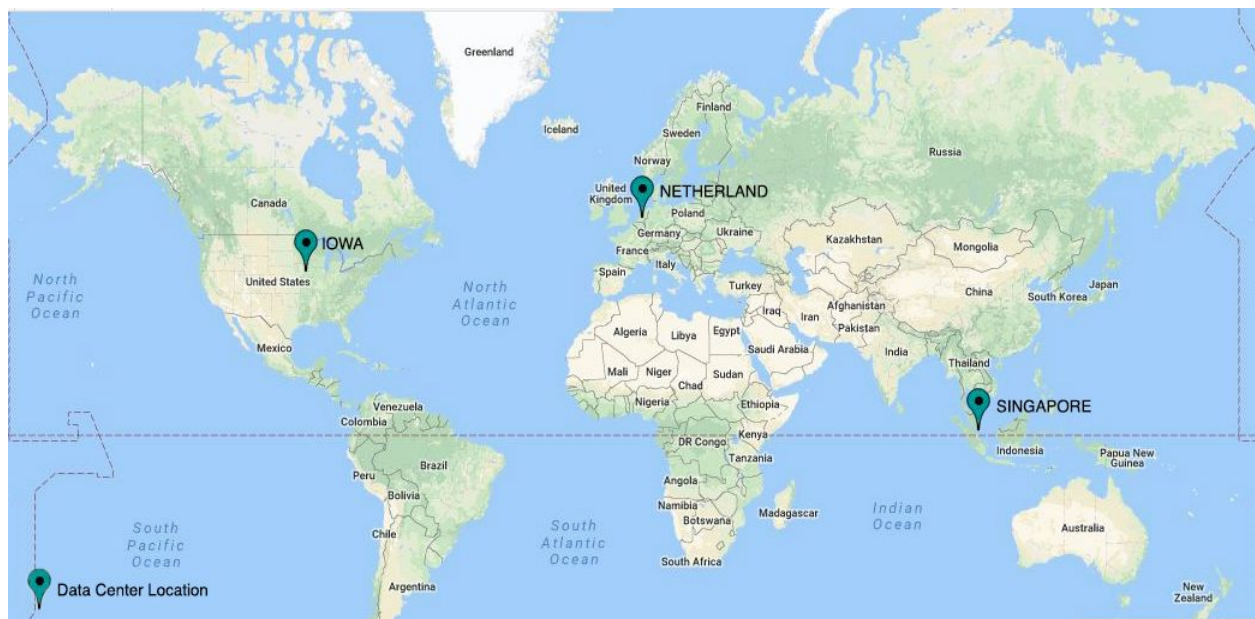 Greenland
Iceland
Finland
Sweden
Norway
Russia
United
Kingdom
NETHERLAND
Canada
Poland
Germany
Ukraine
Kazakhstan
Mongolia
IOWA
France
Italy
Spain
Turkey
United States
North
Pacific
Ocean
North
Atlantic
Ocean
China
Japan
South Korea
Afghanistan
Iraq
Iran
Pakistan
Algeria
Libya
Egypt
Saudi Arabia
India
Mexico
Thailand
Mali
Niger
Chad
Sudan
Nigeria
Ethiopia
SINGAPORE
Venezuela
Colombia
DR Congo
Kenya
Indonesia
Papua New
Guinea
Tanzania
Brazil
Peru
Angola
Bolivia
Namibia
Botswana
Madagascar
Indian
Ocean
Chile
South
Pacific
Ocean
South
Atlantic
Ocean
Australia
South Africa
Argentina
New
Zealand
Data Center Location